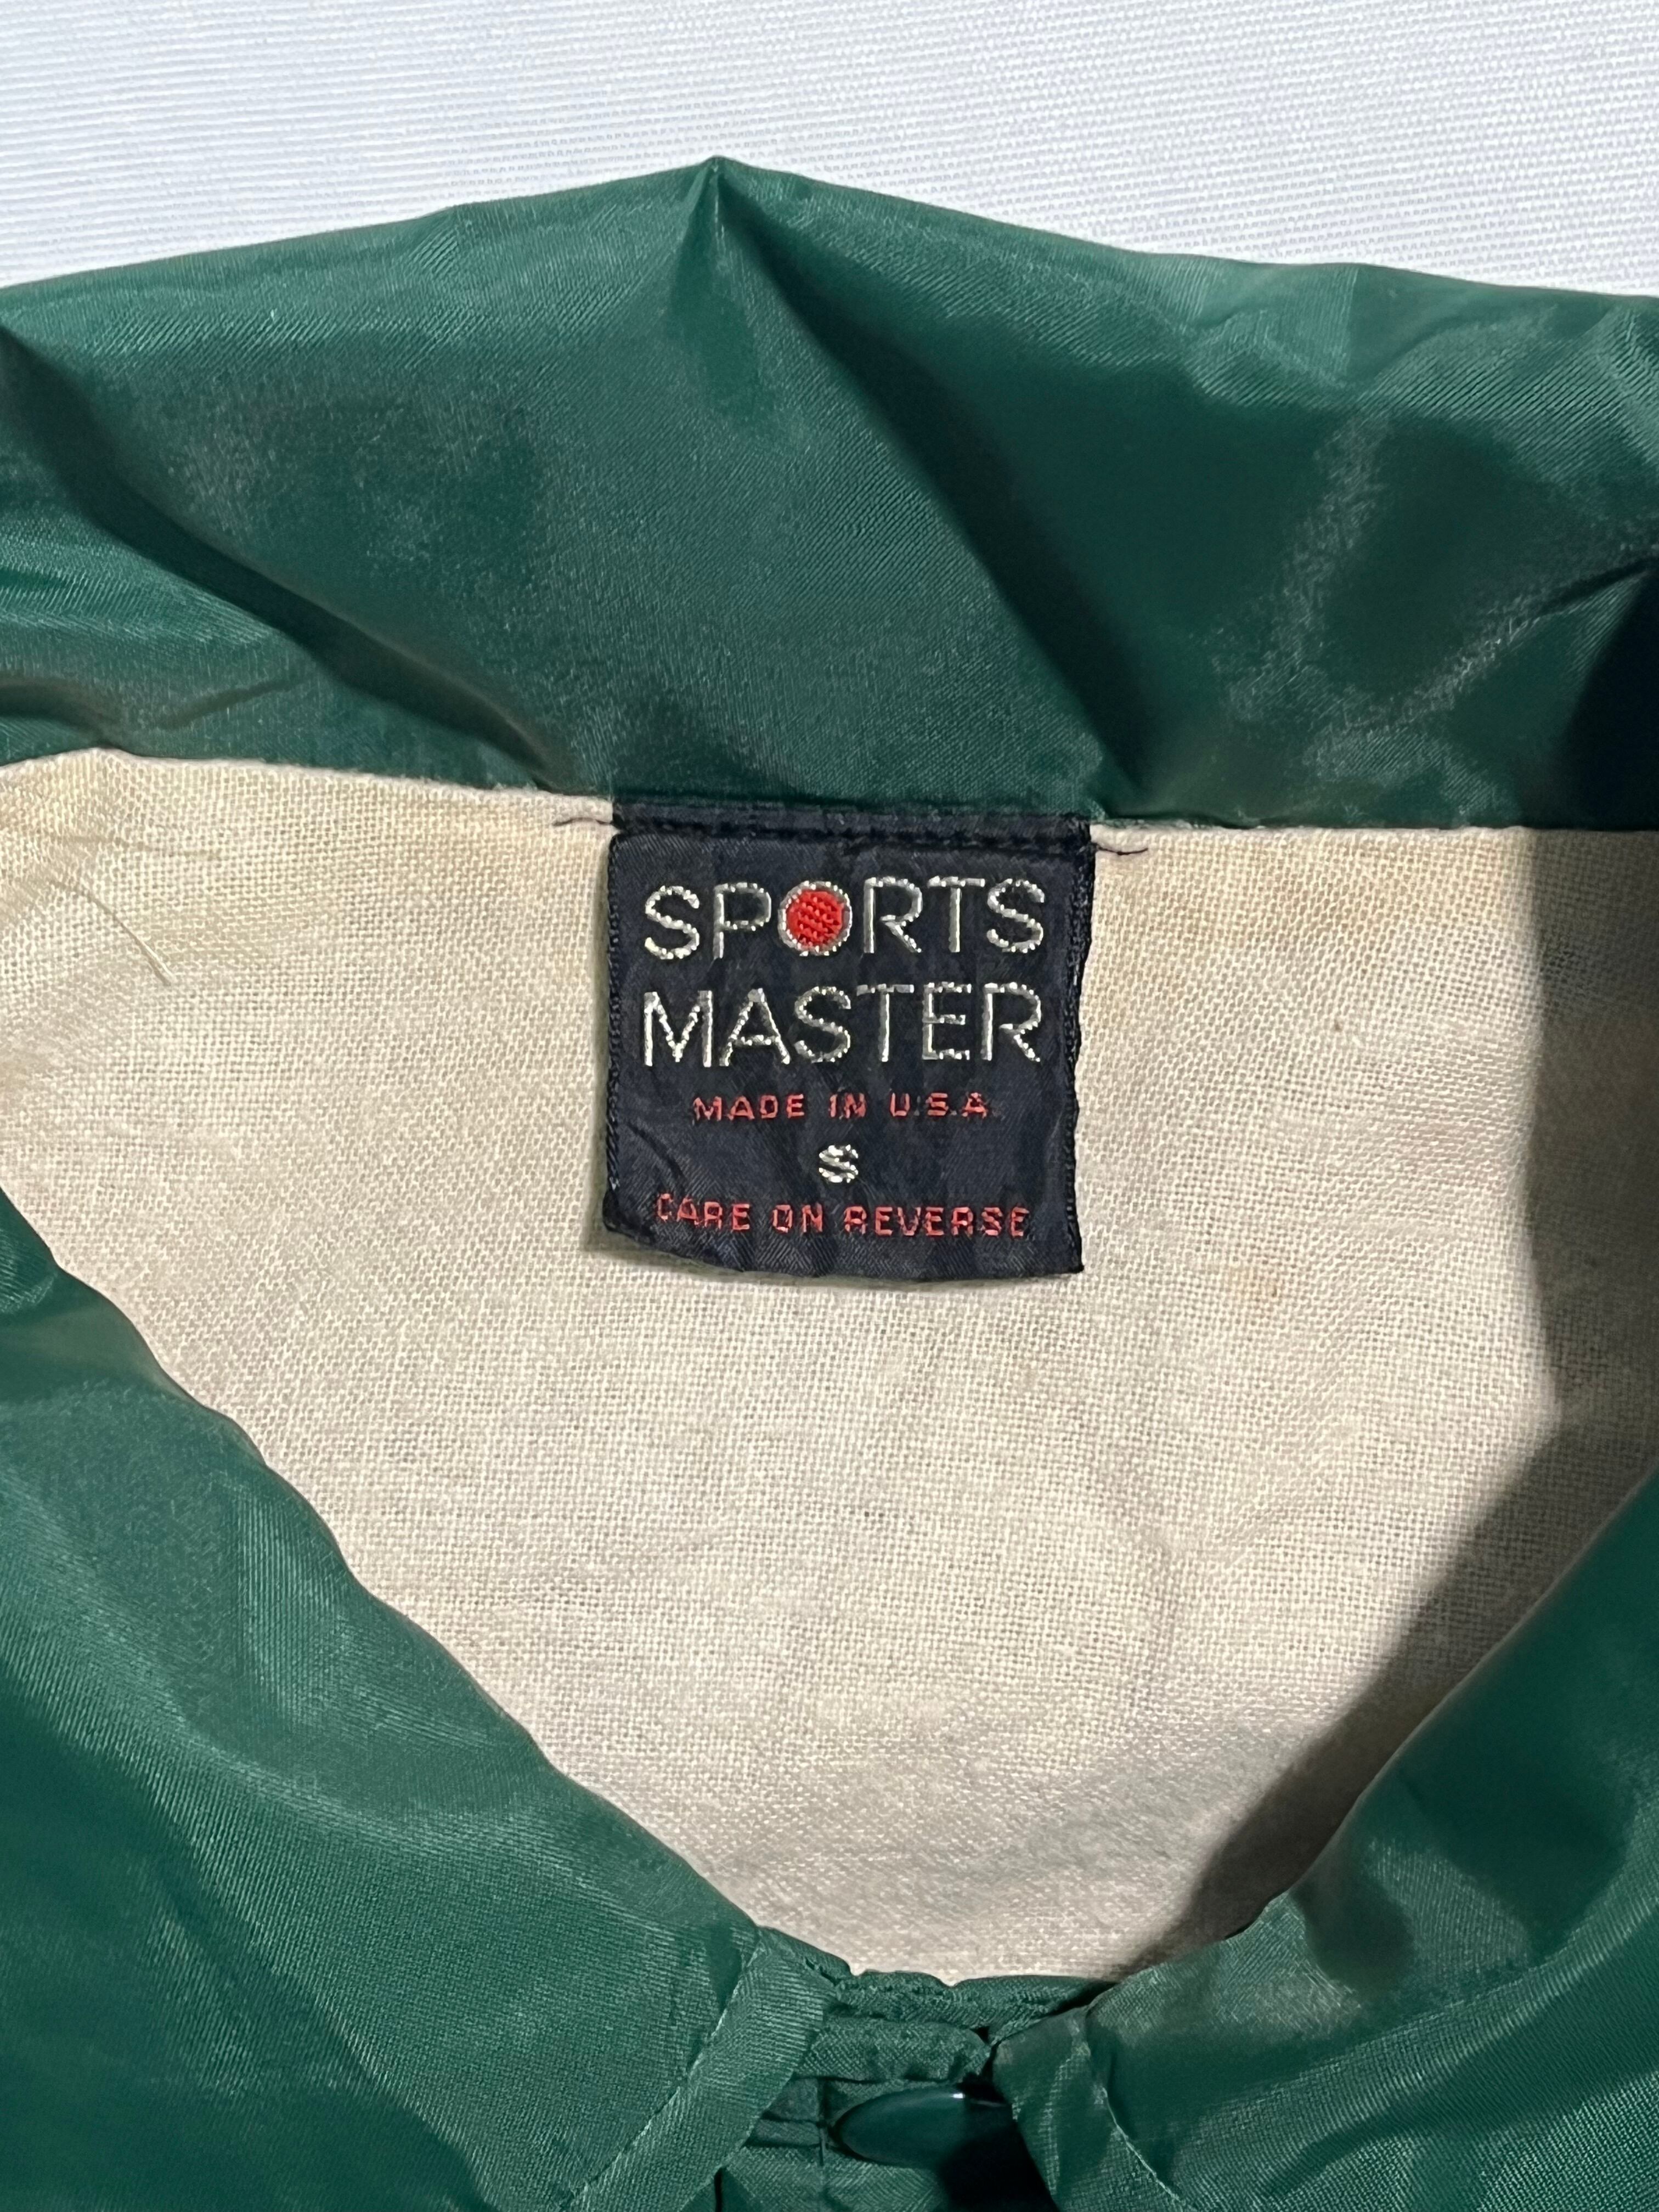 SPORTS
MASTER
MADE IN U.S.A.
S
CARE ON REVERSE